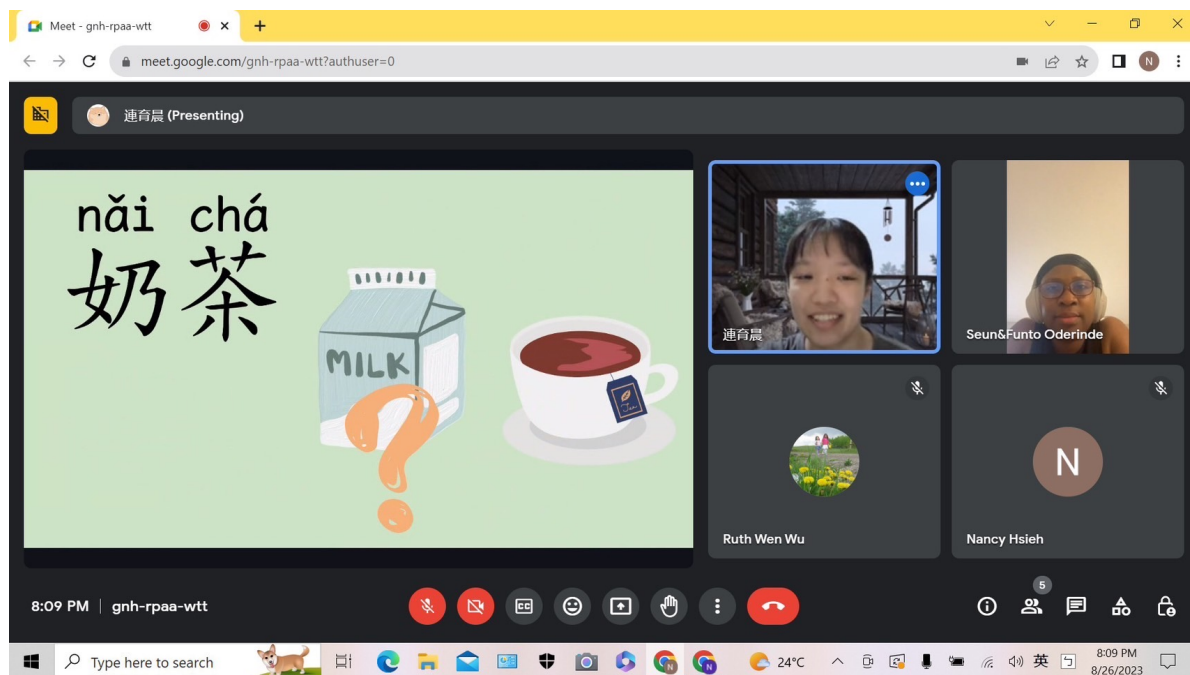 Meet - gnh-rpaa-wtt
meet.google.com/gnh-rpaa-wtt?authuser=0
N
連育晨 (Presenting)
nǎi chá
奶茶
MILK
Tea
連育晨
Seun&Funto Oderinde
Ruth Wen Wu
N
Nancy Hsieh
8:09 PM | gnh-rpaa-wtt
CC
5
Type here to search
N
N
24°C
英
8:09 PM
8/26/2023